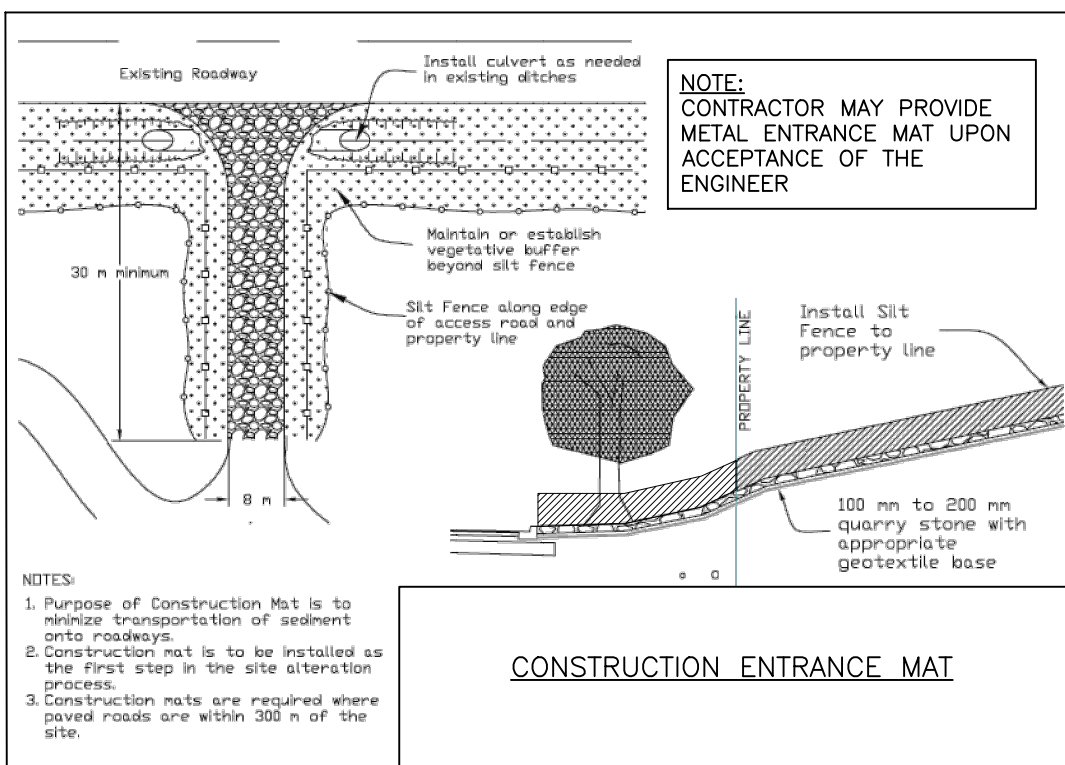 Existing Roadway
Install culvert as needed
in existing ditches
NOTE:
CONTRACTOR MAY PROVIDE
METAL ENTRANCE MAT UPON
ACCEPTANCE OF THE
ENGINEER
Maintain or establish
vegetative buffer
beyond silt fence
30 m minimum
Silt Fence along edge
of access road and
property line
PROPERTY LINE
Install Silt
Fence to
property line
8 m
100 mm to 200 mm
quarry stone with
appropriate
geotextile base
NOTES:
1. Purpose of Construction Mat is to
minimize transportation of sediment
onto roadways.
2. Construction mat is to be installed as
the first step in the site alteration
process.
3. Construction mats are required where
paved roads are within 300 m of the
site.
CONSTRUCTION ENTRANCE MAT